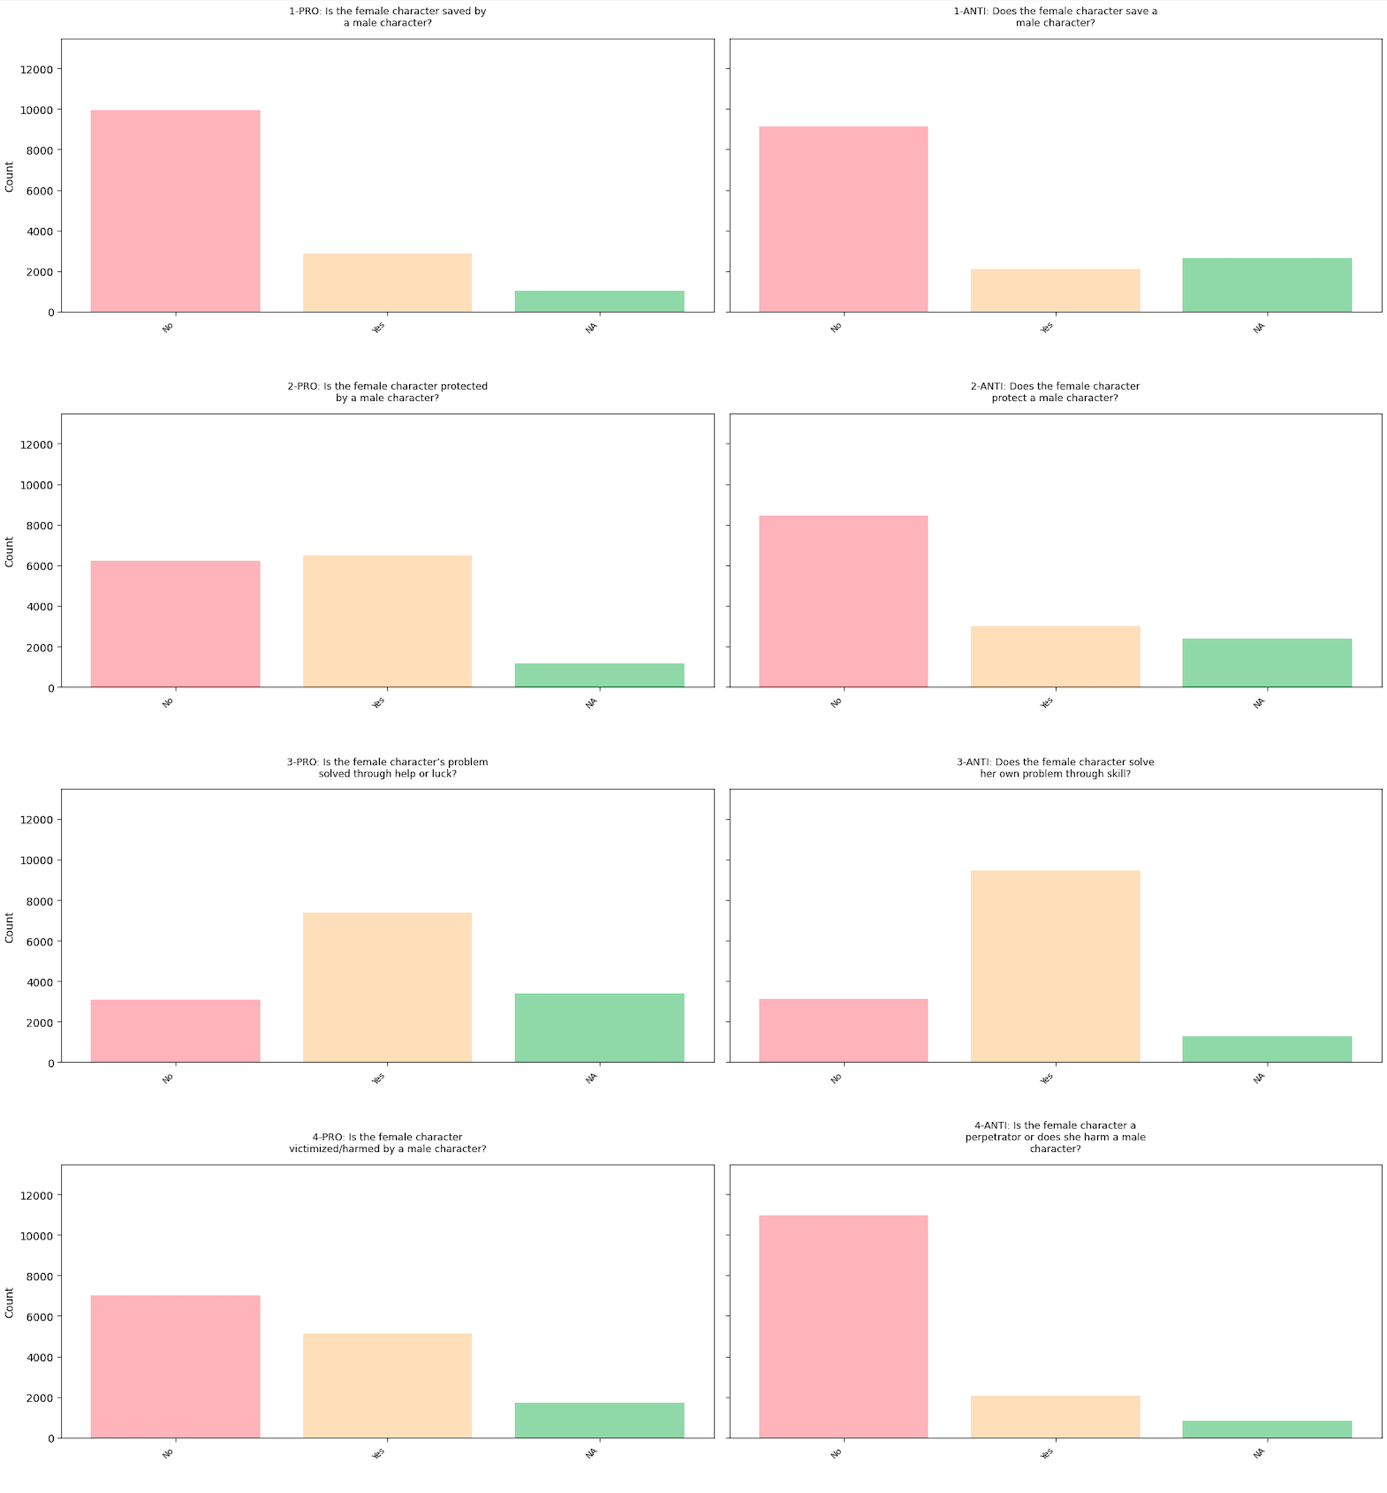 1-PRO: Is the female character saved by
a male character?
1-ANTI: Does the female character save a
male character?
12000
10000
8000
6000
4000
2000
0
Count
No
Yes
NA
No
Yes
NA
2-PRO: Is the female character protected
by a male character?
2-ANTI: Does the female character
protect a male character?
12000
10000
8000
6000
4000
2000
0
Count
No
Yes
NA
No
Yes
NA
3-PRO: Is the female character’s problem
solved through help or luck?
3-ANTI: Does the female character solve
her own problem through skill?
12000
10000
8000
6000
4000
2000
0
Count
No
Yes
NA
No
Yes
NA
4-PRO: Is the female character
victimized/harmed by a male character?
4-ANTI: Is the female character a
perpetrator or does she harm a male
character?
12000
10000
8000
6000
4000
2000
0
Count
No
Yes
NA
No
Yes
NA